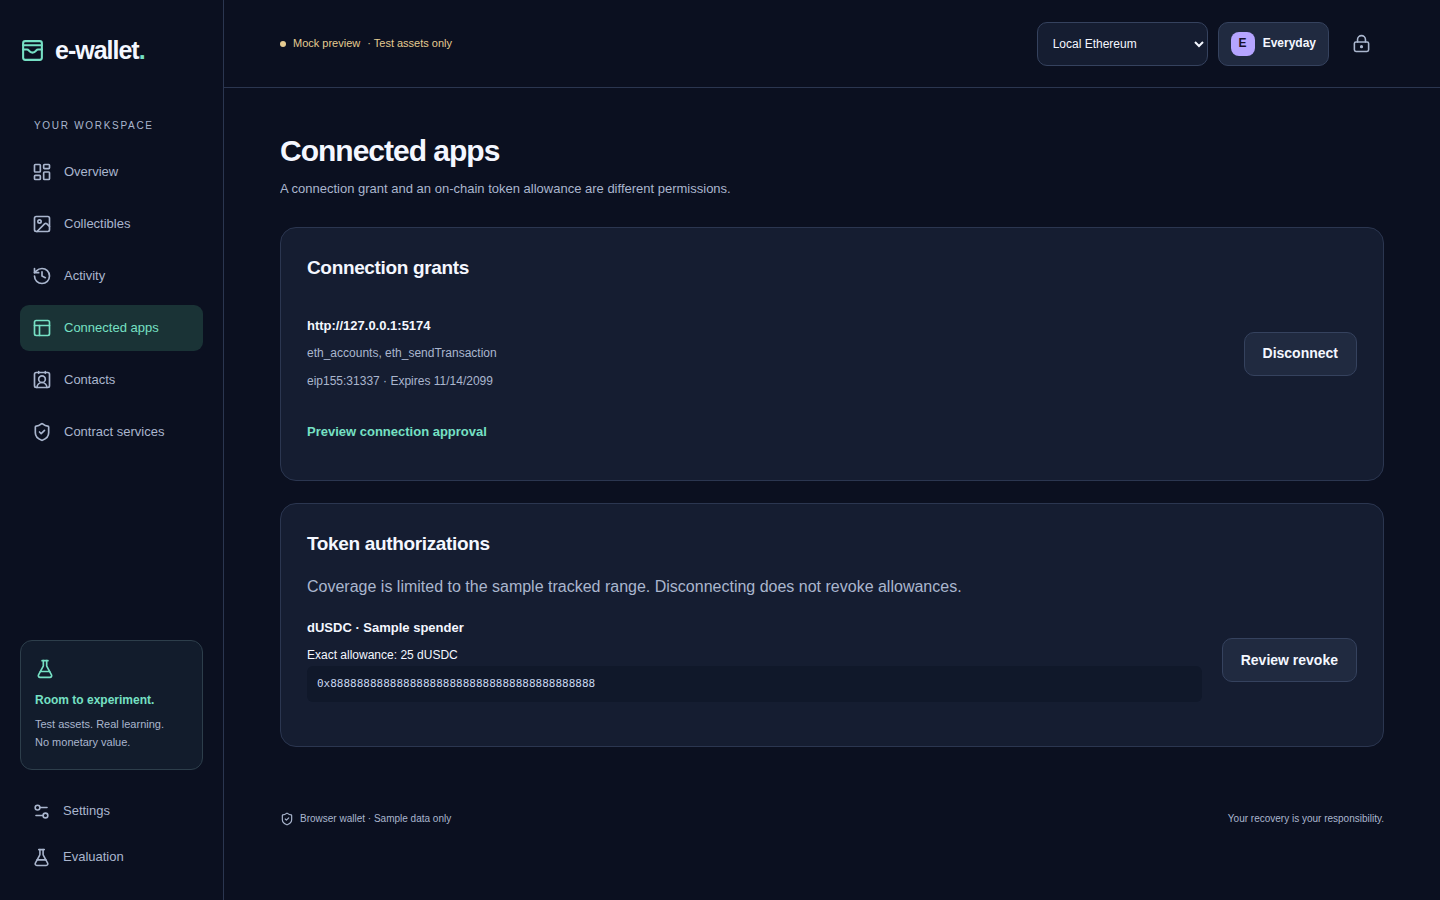 e-wallet.
Mock preview · Test assets only
Local Ethereum
E Everyday
YOUR WORKSPACE
Overview
Collectibles
Activity
Connected apps
Contacts
Contract services
Room to experiment.
Test assets. Real learning.
No monetary value.
Settings
Evaluation
Connected apps
A connection grant and an on-chain token allowance are different permissions.
Connection grants
http://127.0.0.1:5174
eth_accounts, eth_sendTransaction
eip155:31337 · Expires 11/14/2099
Disconnect
Preview connection approval
Token authorizations
Coverage is limited to the sample tracked range. Disconnecting does not revoke allowances.
dUSDC · Sample spender
Exact allowance: 25 dUSDC
0x8888888888888888888888888888888888888888
Review revoke
Browser wallet · Sample data only
Your recovery is your responsibility.